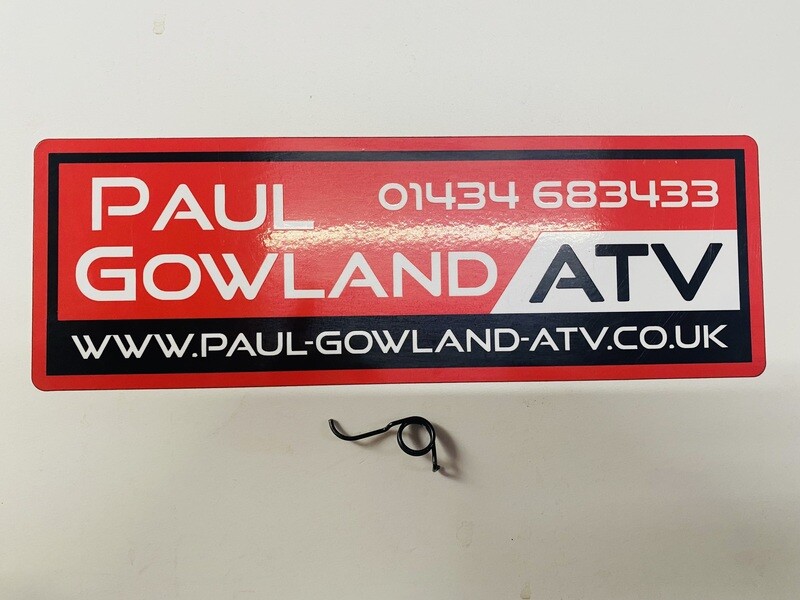 PAUL
01434 683433
GOWLAND ATV
WWW.PAUL-GOWLAND-ATV.CO.UK